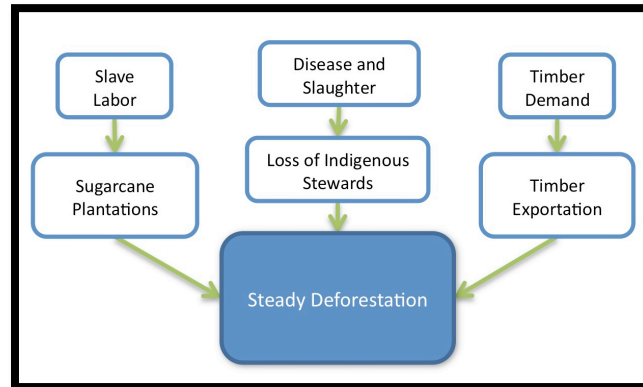 Slave
Labor
Disease and
Slaughter
Timber
Demand
Sugarcane
Plantations
Loss of Indigenous
Stewards
Timber
Exportation
Steady Deforestation